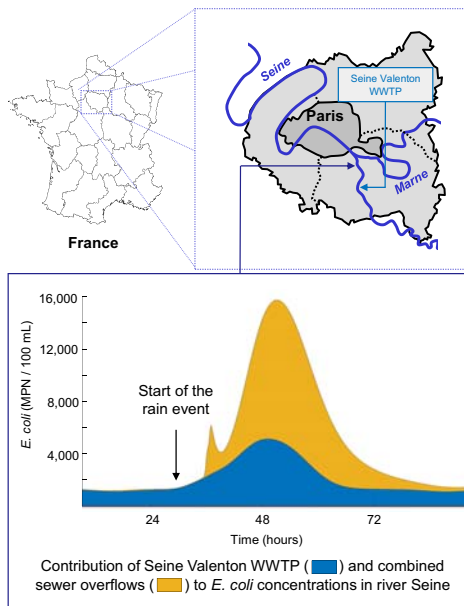 Seine
Seine Valenton
WWTP
Paris
Marne
France
16,000
12,000
8,000
4,000
E. coli (MPN / 100 mL)
Start of the
rain event
24
48
72
Time (hours)
Contribution of Seine Valenton WWTP ( ) and combined
sewer overflows ( ) to E. coli concentrations in river Seine